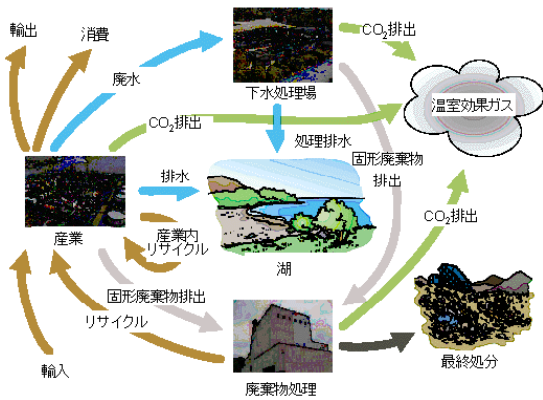 輸出
消費
CO₂排出
廃水
下水処理場
温室効果ガス
CO₂排出
処理排水
固形廃棄物
排出
排水
CO₂排出
産業
産業内
リサイクル
湖
固形廃棄物排出
リサイクル
輸入
廃棄物処理
最終処分